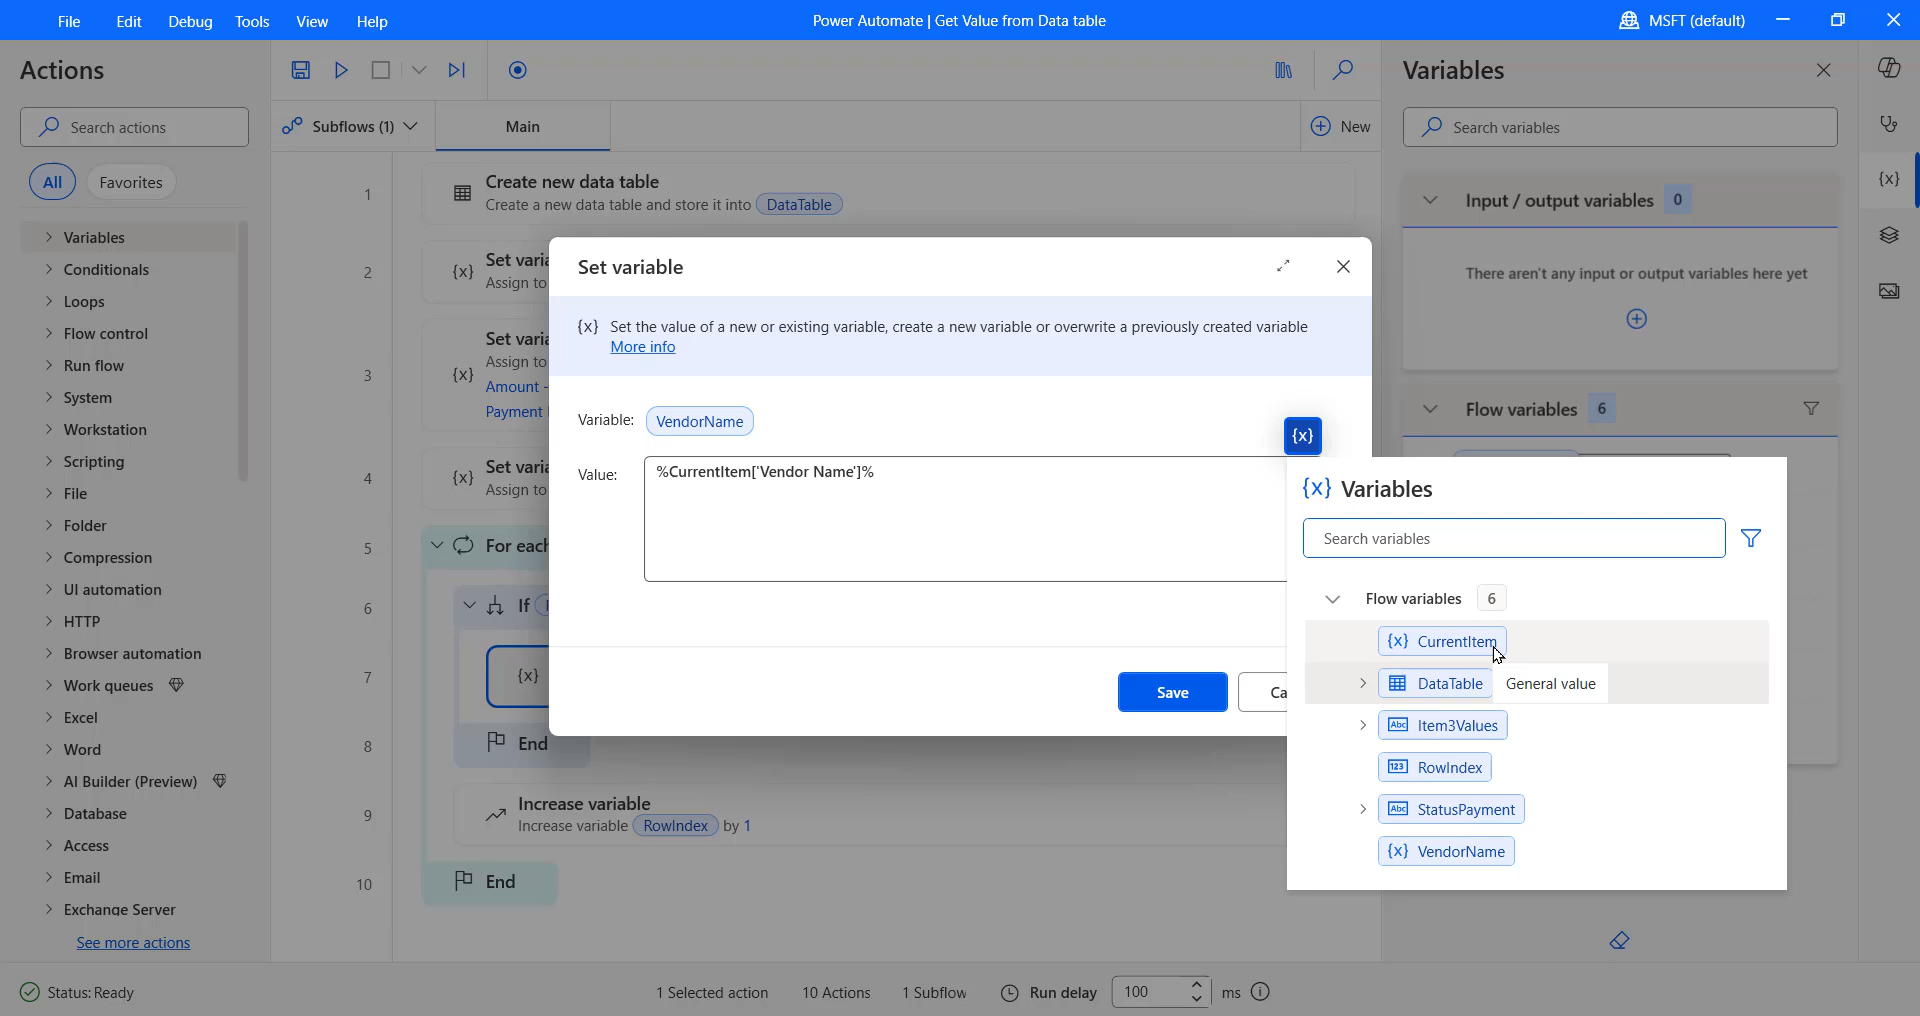 File
Edit
Debug
Tools
View
Help
Power Automate | Get Value from Data table
MSFT (default)
Actions
Search actions
All
Favorites
Variables
Conditionals
Loops
Flow control
Run flow
System
Workstation
Scripting
File
Folder
Compression
UI automation
HTTP
Browser automation
Work queues
Excel
Word
AI Builder (Preview)
Database
Access
Email
Exchange Server
See more actions
Subflows (1)
Main
New
1
Create new data table
Create a new data table and store it into DataTable
2
Set varia
Assign to
3
Set varia
Assign to
Amount -
Payment
4
Set varia
Assign to
5
For each
6
If
7
{x}
8
End
9
Increase variable
Increase variable RowIndex by 1
10
End
Set variable
{x} Set the value of a new or existing variable, create a new variable or overwrite a previously created variable
More info
Variable: VendorName
{x}
Value: %CurrentItem['Vendor Name']%
Save
Ca
{x} Variables
Search variables
Flow variables 6
{x} CurrentItem
DataTable
General value
Abc Item3Values
123 RowIndex
Abc StatusPayment
{x} VendorName
Variables
Search variables
Input / output variables 0
There aren't any input or output variables here yet
Flow variables 6
{x}
Status: Ready
1 Selected action
10 Actions
1 Subflow
Run delay
100
ms